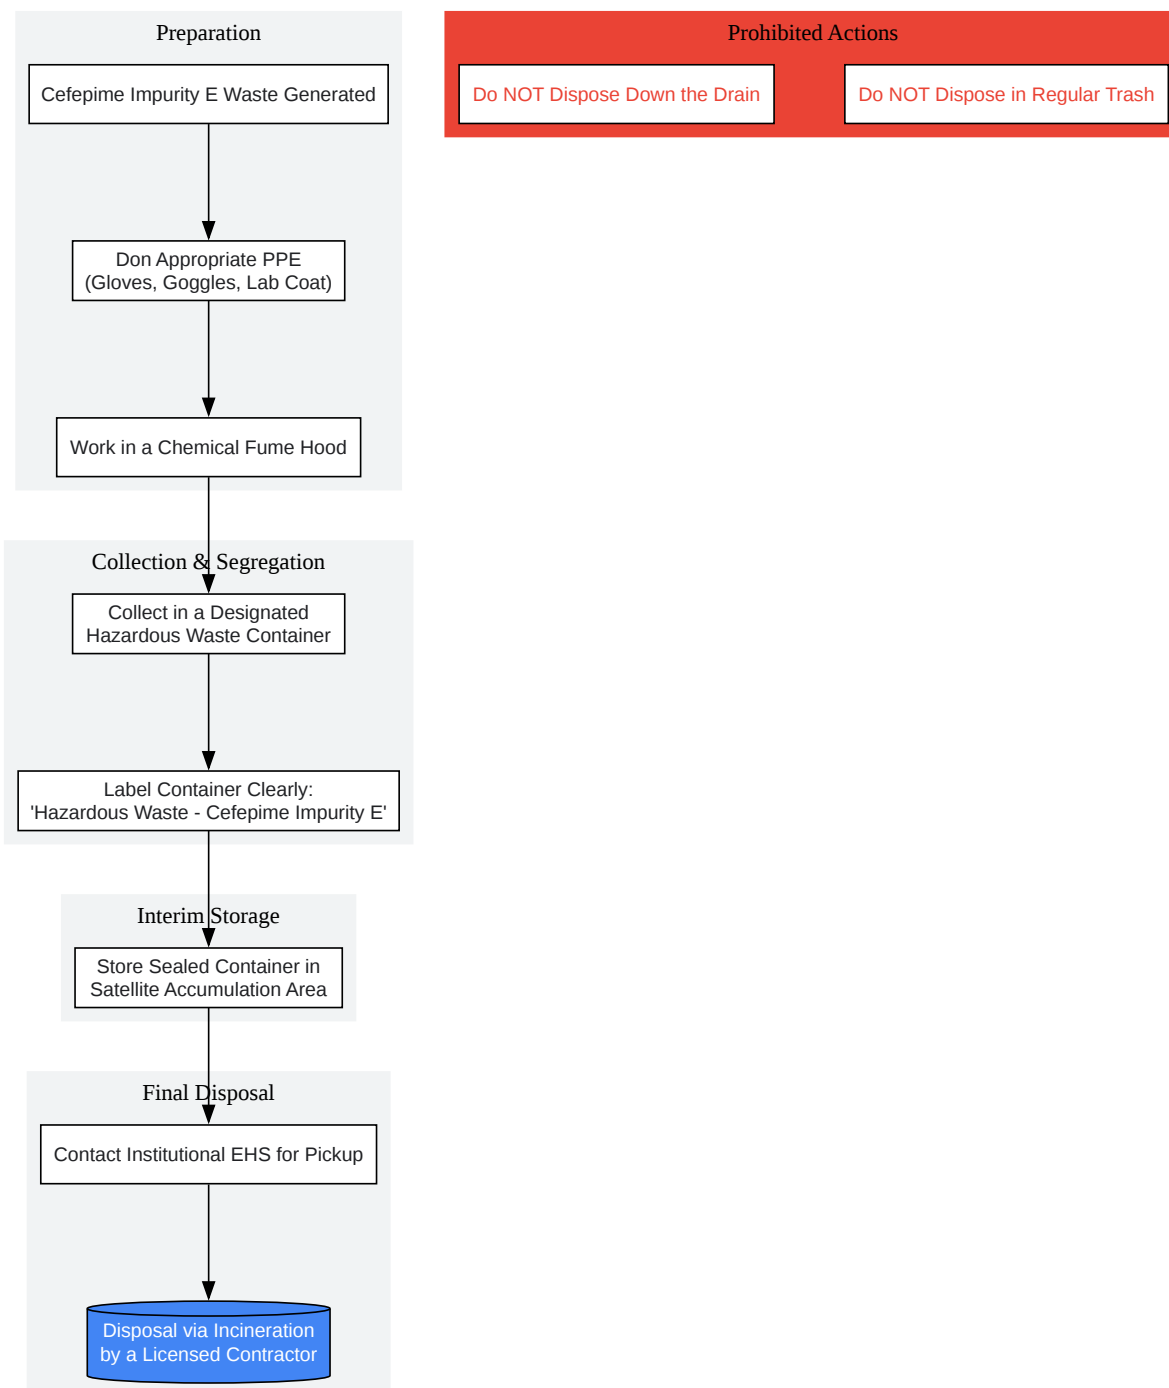 Preparation
Cefepime Impurity E Waste Generated
Don Appropriate PPE
(Gloves, Goggles, Lab Coat)
Work in a Chemical Fume Hood
Prohibited Actions
Do NOT Dispose Down the Drain
Do NOT Dispose in Regular Trash
Collection & Segregation
Collect in a Designated
Hazardous Waste Container
Label Container Clearly:
'Hazardous Waste - Cefepime Impurity E'
Interim Storage
Store Sealed Container in
Satellite Accumulation Area
Final Disposal
Contact Institutional EHS for Pickup
Disposal via Incineration
by a Licensed Contractor